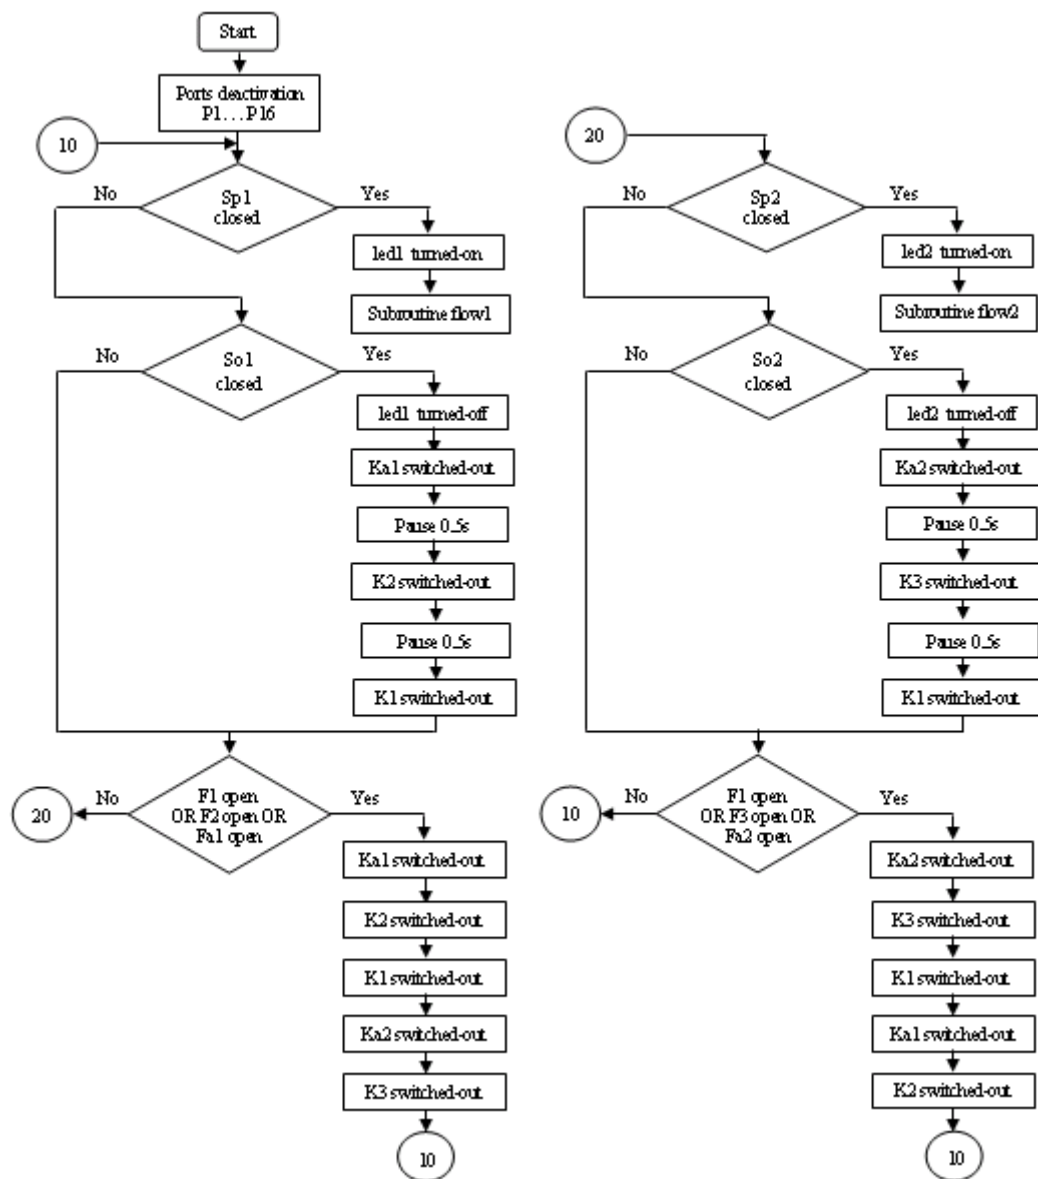 Start
Ports deactivation
P1...P16
10
No
Sp1
closed
Yes
led1 turned-on
Subroutine flow1
No
So1
closed
Yes
led1 turned-off
Ka1 switched-out
Pause 0.5s
K2 switched-out
Pause 0.5s
K1 switched-out
20
No
F1 open
OR F2 open OR
Fa1 open
Yes
Ka1 switched-out
K2 switched-out
K1 switched-out
Ka2 switched-out
K3 switched-out
10
20
No
Sp2
closed
Yes
led2 turned-on
Subroutine flow2
No
So2
closed
Yes
led2 turned-off
Ka2 switched-out
Pause 0.5s
K3 switched-out
Pause 0.5s
K1 switched-out
10
No
F1 open
OR F3 open OR
Fa2 open
Yes
Ka2 switched-out
K3 switched-out
K1 switched-out
Ka1 switched-out
K2 switched-out
10